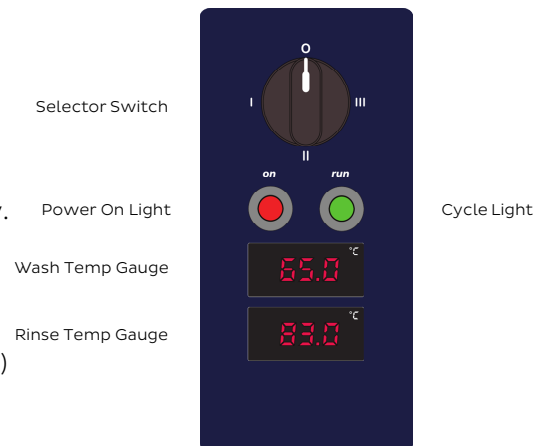 O
Selector Switch
I
III
II
on
run
.
Power On Light
Cycle Light
°C
Wash Temp Gauge
65.0
°C
Rinse Temp Gauge
83.0
)